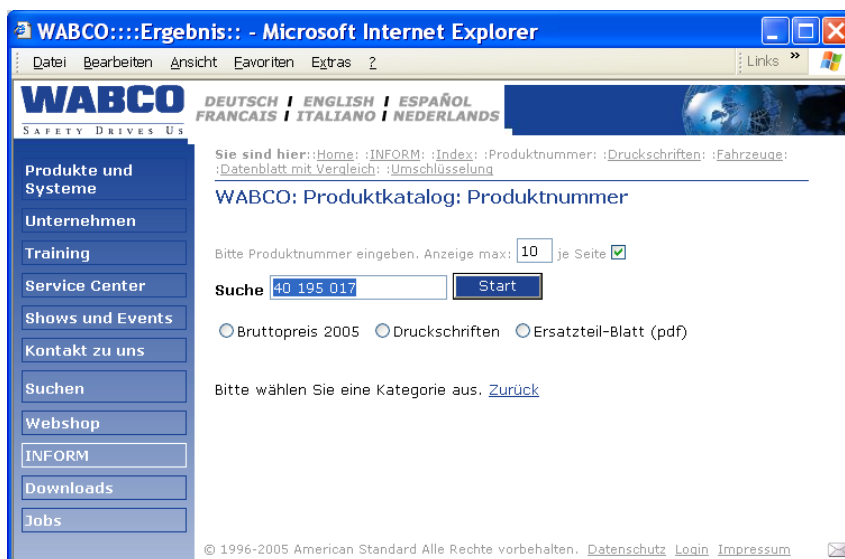 WABCO::::Ergebnis:: - Microsoft Internet Explorer
Datei Bearbeiten Ansicht Favoriten Extras ? Links »
WABCO
SAFETY DRIVES US
DEUTSCH I ENGLISH I ESPAÑOL
FRANCAIS I ITALIANO I NEDERLANDS
Sie sind hier::Home: :INFORM: :Index: :Produktnummer: :Druckschriften: :Fahrzeuge:
:Datenblatt mit Vergleich: :Umschlüsselung
WABCO: Produktkatalog: Produktnummer
Produkte und
Systeme
Unternehmen
Training
Service Center
Shows und Events
Kontakt zu uns
Suchen
Webshop
INFORM
Downloads
Jobs
Bitte Produktnummer eingeben. Anzeige max: 10 je Seite
Suche 40 195 017 Start
Bruttopreis 2005 Druckschriften Ersatzteil-Blatt (pdf)
Bitte wählen Sie eine Kategorie aus. Zurück
© 1996-2005 American Standard Alle Rechte vorbehalten. Datenschutz Login Impressum